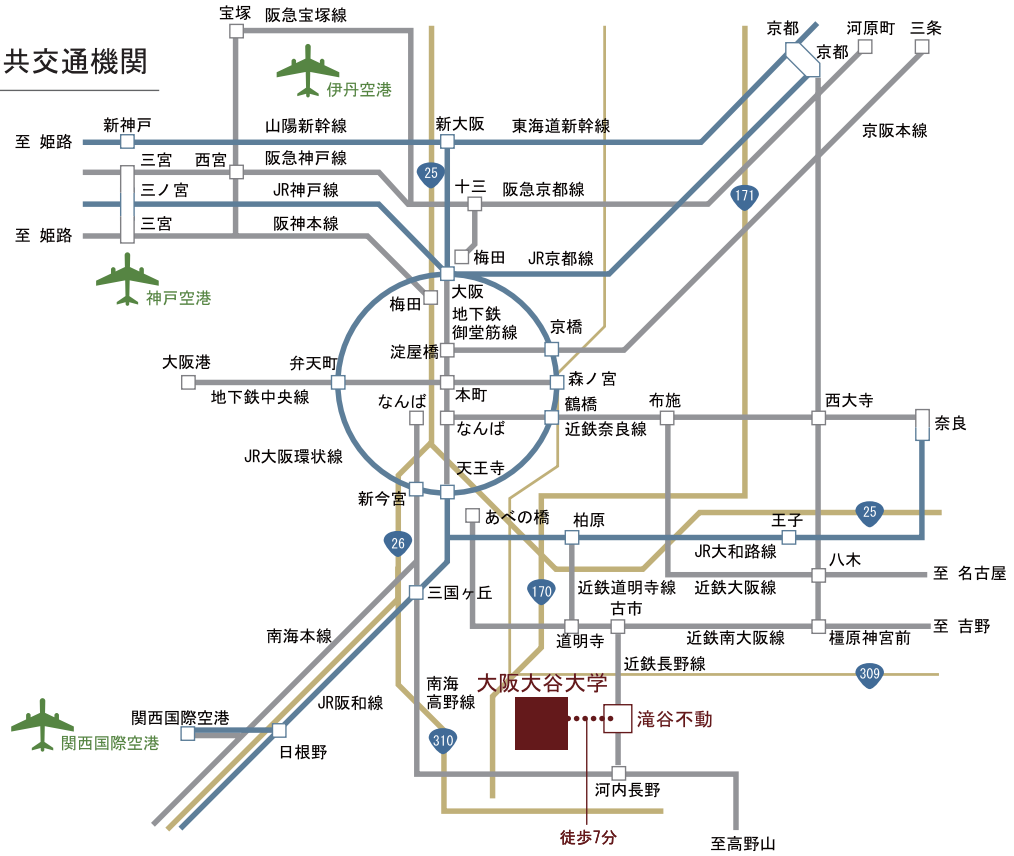 宝塚
阪急宝塚線
京都
河原町
三条
京都
共交通機関
伊丹空港
新神戸
山陽新幹線
新大阪
東海道新幹線
京阪本線
至 姫路
三宮
西宮
阪急神戸線
25
171
三ノ宮
JR神戸線
十三
阪急京都線
三宮
阪神本線
至 姫路
梅田
JR京都線
神戸空港
大阪
梅田
地下鉄
御堂筋線
京橋
淀屋橋
大阪港
弁天町
森ノ宮
地下鉄中央線
本町
なんば
鶴橋
布施
西大寺
なんば
近鉄奈良線
奈良
JR大阪環状線
天王寺
新今宮
あべの橋
柏原
王子
25
26
JR大和路線
八木
至 名古屋
三国ヶ丘
170
近鉄道明寺線
近鉄大阪線
古市
至 吉野
南海本線
道明寺
近鉄南大阪線
橿原神宮前
近鉄長野線
309
大阪大谷大学
南海
高野線
JR阪和線
関西国際空港
滝谷不動
関西国際空港
日根野
310
河内長野
徒歩7分
至高野山